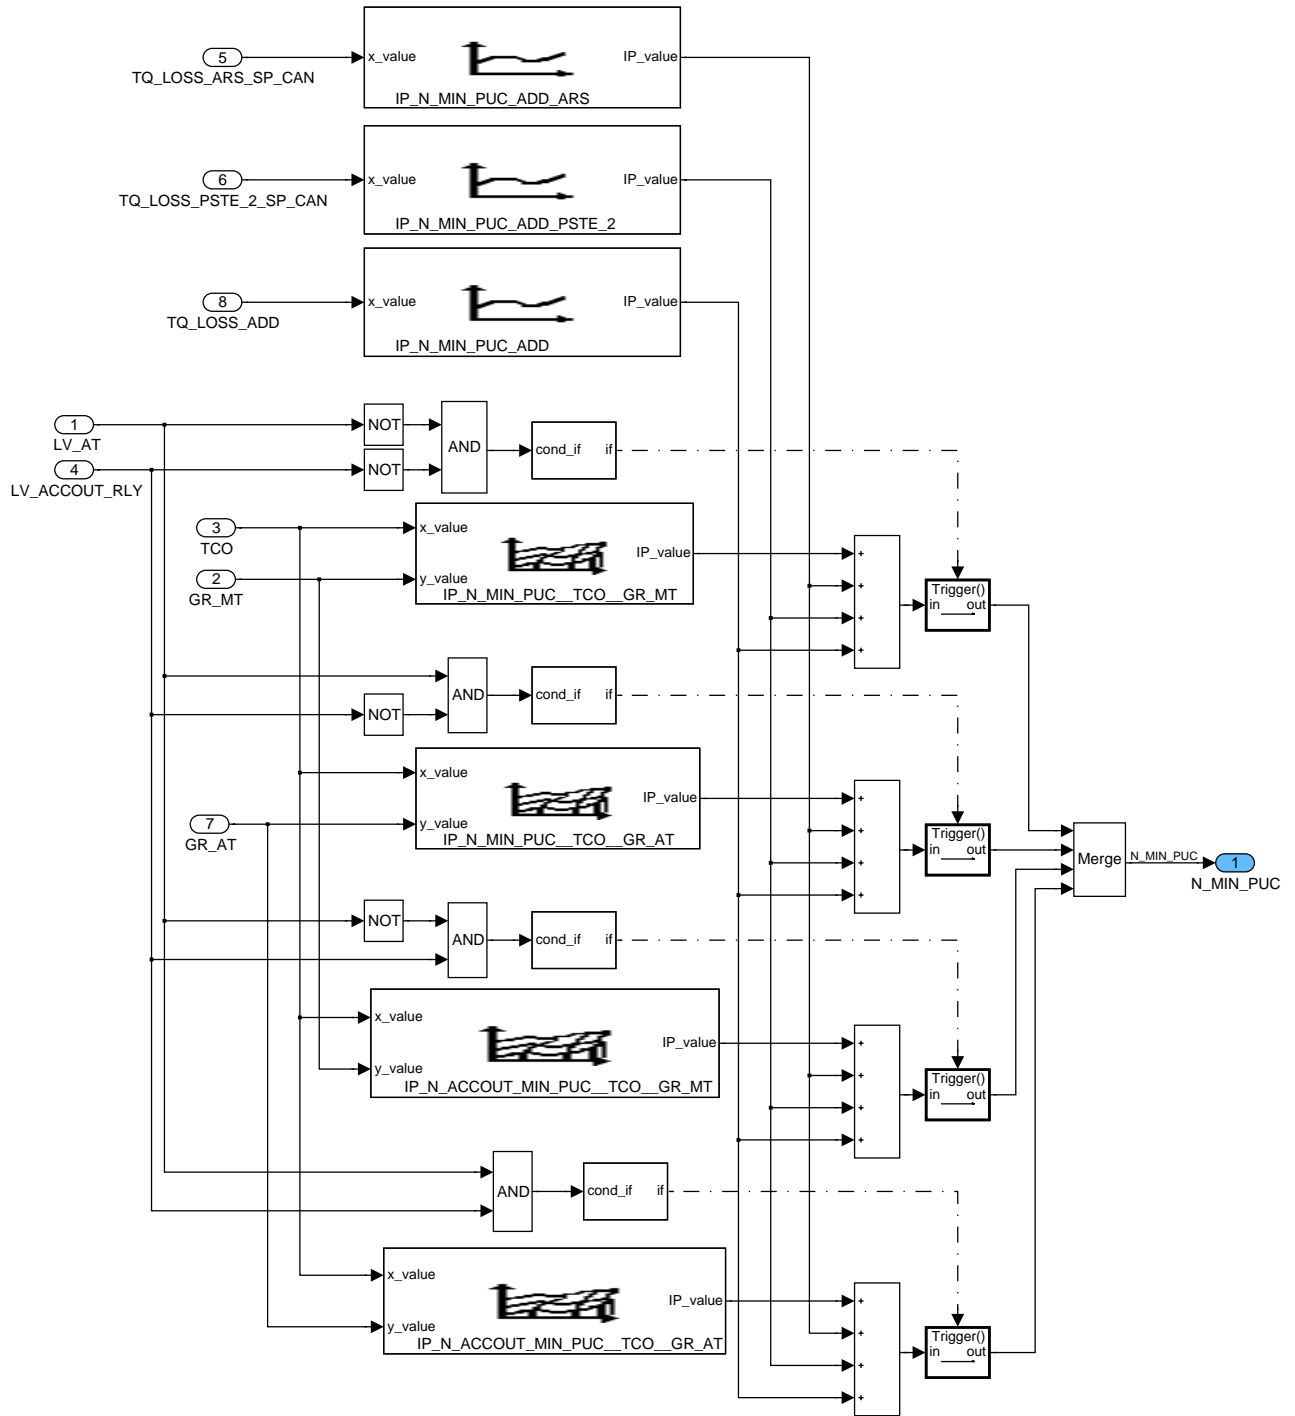 5
TQ_LOSS_ARS_SP_CAN
x_value
IP_value
IP_N_MIN_PUC_ADD_ARS
6
TQ_LOSS_PSTE_2_SP_CAN
x_value
IP_value
IP_N_MIN_PUC_ADD_PSTE_2
8
TQ_LOSS_ADD
x_value
IP_value
IP_N_MIN_PUC_ADD
1
LV_AT
4
LV_ACCOUT_RLY
NOT
NOT
AND
cond_if if
3
TCO
2
GR_MT
x_value
y_value
IP_value
IP_N_MIN_PUC__TCO__GR_MT
+
+
+
+
Trigger()
in out
AND
NOT
cond_if if
7
GR_AT
x_value
y_value
IP_value
IP_N_MIN_PUC__TCO__GR_AT
+
+
+
+
Trigger()
in out
Merge
N_MIN_PUC
1
N_MIN_PUC
NOT
AND
cond_if if
x_value
y_value
IP_value
IP_N_ACCOUT_MIN_PUC__TCO__GR_MT
+
+
+
+
Trigger()
in out
AND
cond_if if
x_value
y_value
IP_value
IP_N_ACCOUT_MIN_PUC__TCO__GR_AT
+
+
+
+
Trigger()
in out